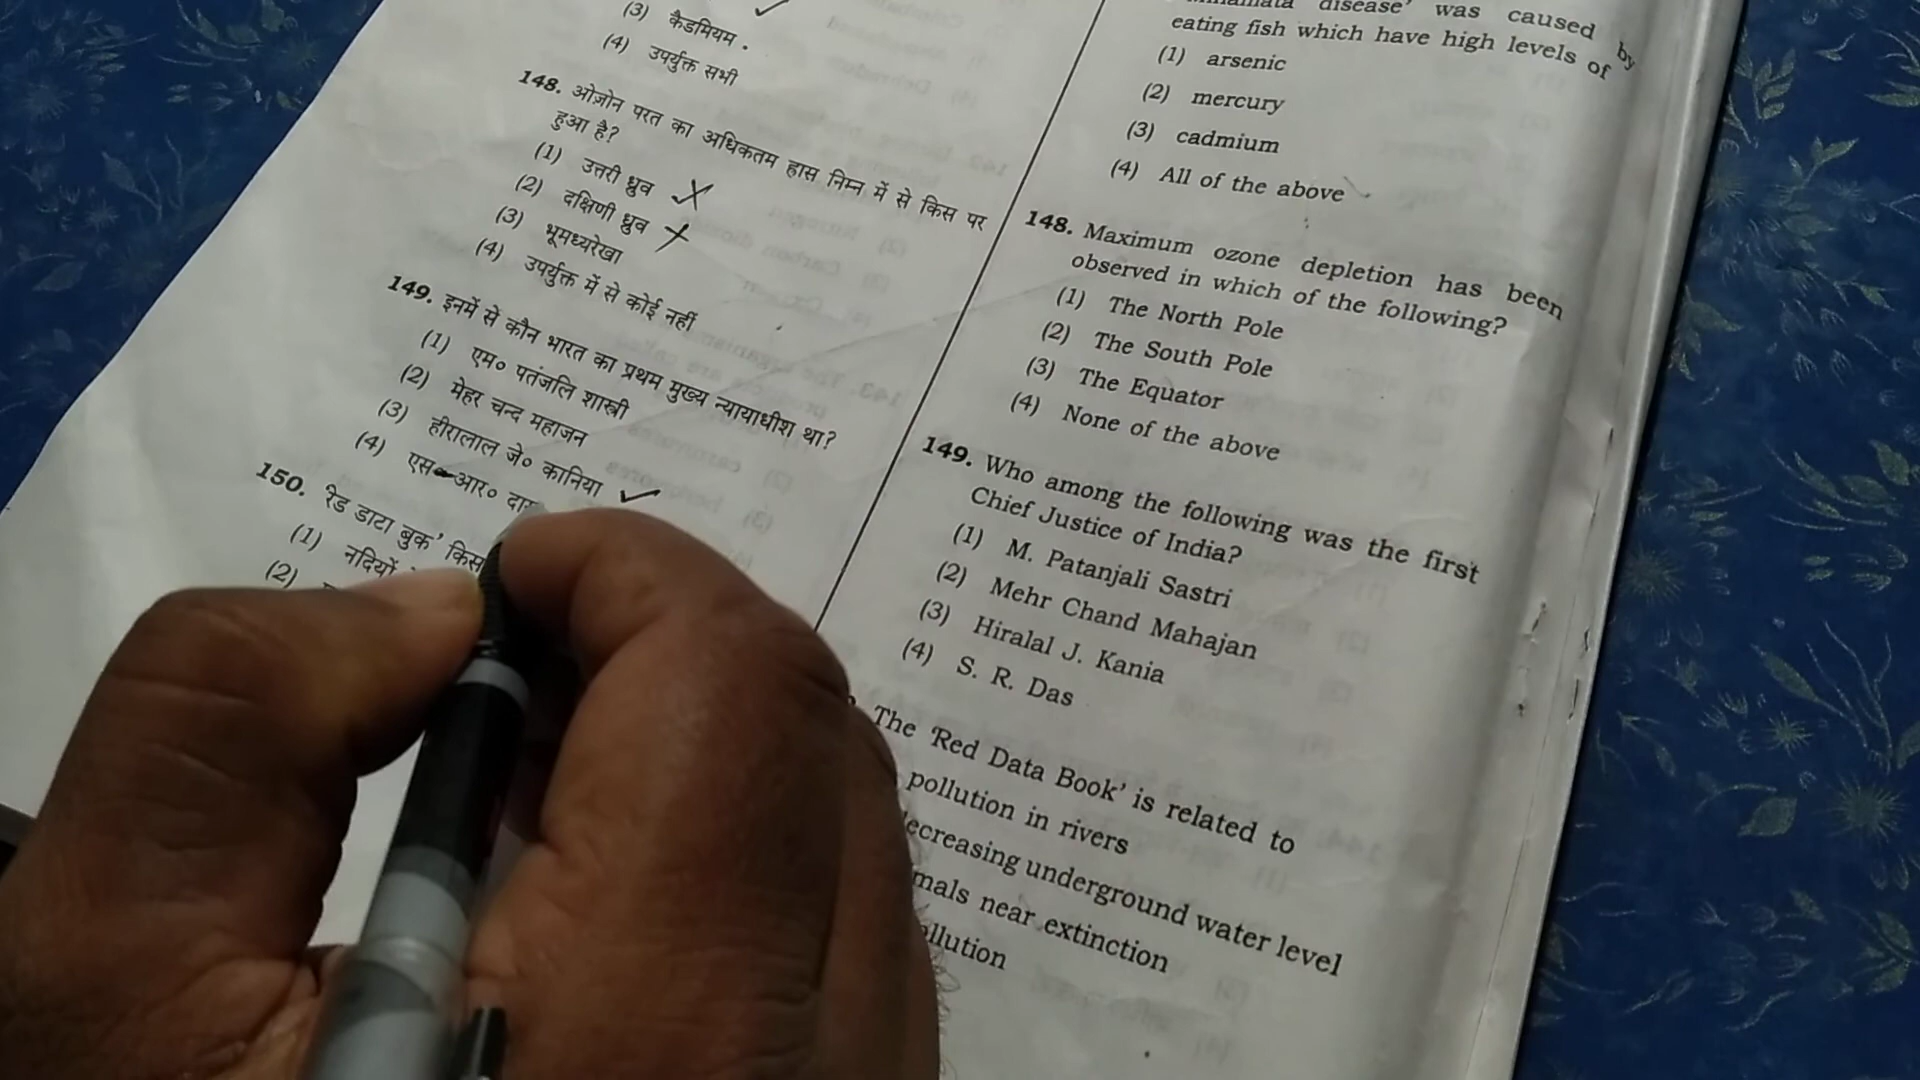 (3) कैडमियम .
(4) उपर्युक्त सभी
148. ओज़ोन परत का अधिकतम ह्रास निम्न में से किस पर
हुआ है?
(1) उत्तरी ध्रुव
(2) दक्षिणी ध्रुव
(3) भूमध्यरेखा
(4) उपर्युक्त में से कोई नहीं
149. इनमें से कौन भारत का प्रथम मुख्य न्यायाधीश था?
(1) एम० पतंजलि शास्त्री
(2) मेहर चन्द महाजन
(3) हीरालाल जे० कानिया
(4) एस आर०
150. रेड डाटा बुक' किस
(1) नदियों
(2)
disease' was caused by
eating fish which have high levels of
(1) arsenic
(2) mercury
(3) cadmium
(4) All of the above
148. Maximum ozone depletion has been
observed in which of the following?
(1) The North Pole
(2) The South Pole
(3) The Equator
(4) None of the above
149. Who among the following was the first
Chief Justice of India?
(1) M. Patanjali Sastri
(2) Mehr Chand Mahajan
(3) Hiralal J. Kania
(4) S. R. Das
The 'Red Data Book' is related to
pollution in rivers
decreasing underground water level
near extinction